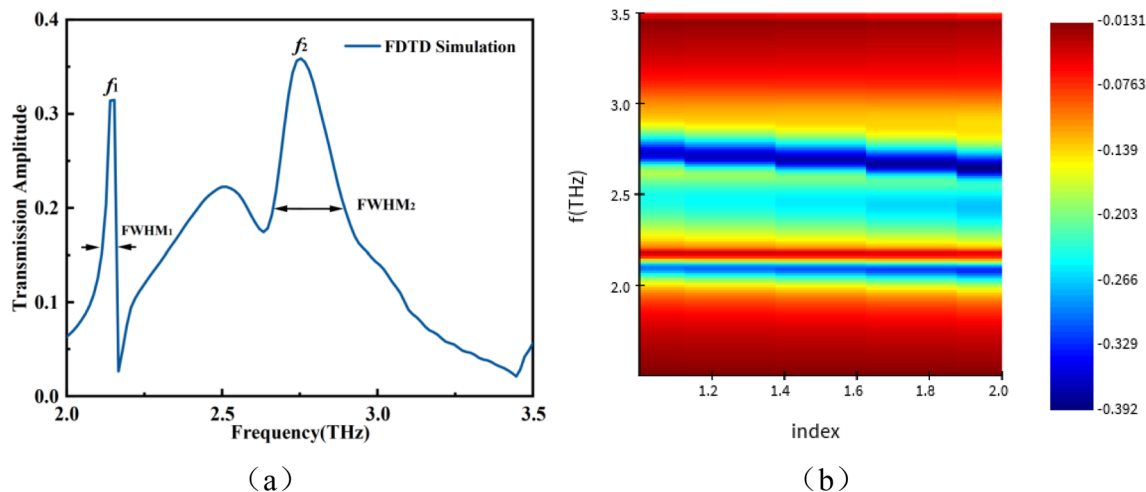 0.4
0.3
0.2
0.1
0.0
Transmission Amplitude
f1
f2
FDTD Simulation
FWHM1
FWHM2
2.0
2.5
3.0
3.5
Frequency(THz)
(a)
3.5
3.0
2.5
2.0
f(THz)
1.2
1.4
1.6
1.8
2.0
index
-0.0131
-0.0763
-0.139
-0.203
-0.266
-0.329
-0.392
(b)